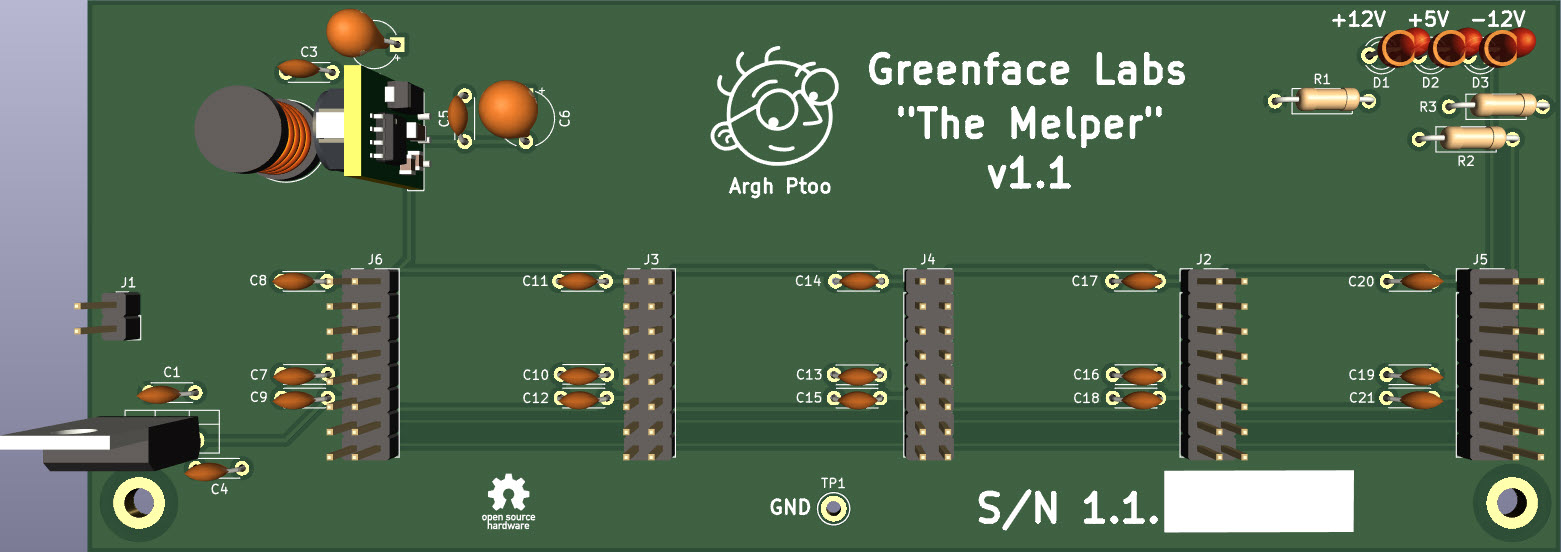 +12V +5V -12V
C3
D1 D2 D3
R1
R3
R2
C5
C6
+
+
Greenface Labs
"The Melper"
v1.1
Argh Ptoo
J6 J3 J4 J2 J5
C8 C11 C14 C17 C20
J1
C1
C7 C10 C13 C16 C19
C9 C12 C15 C18 C21
C4
open source
hardware
TP1
GND
S/N 1.1.